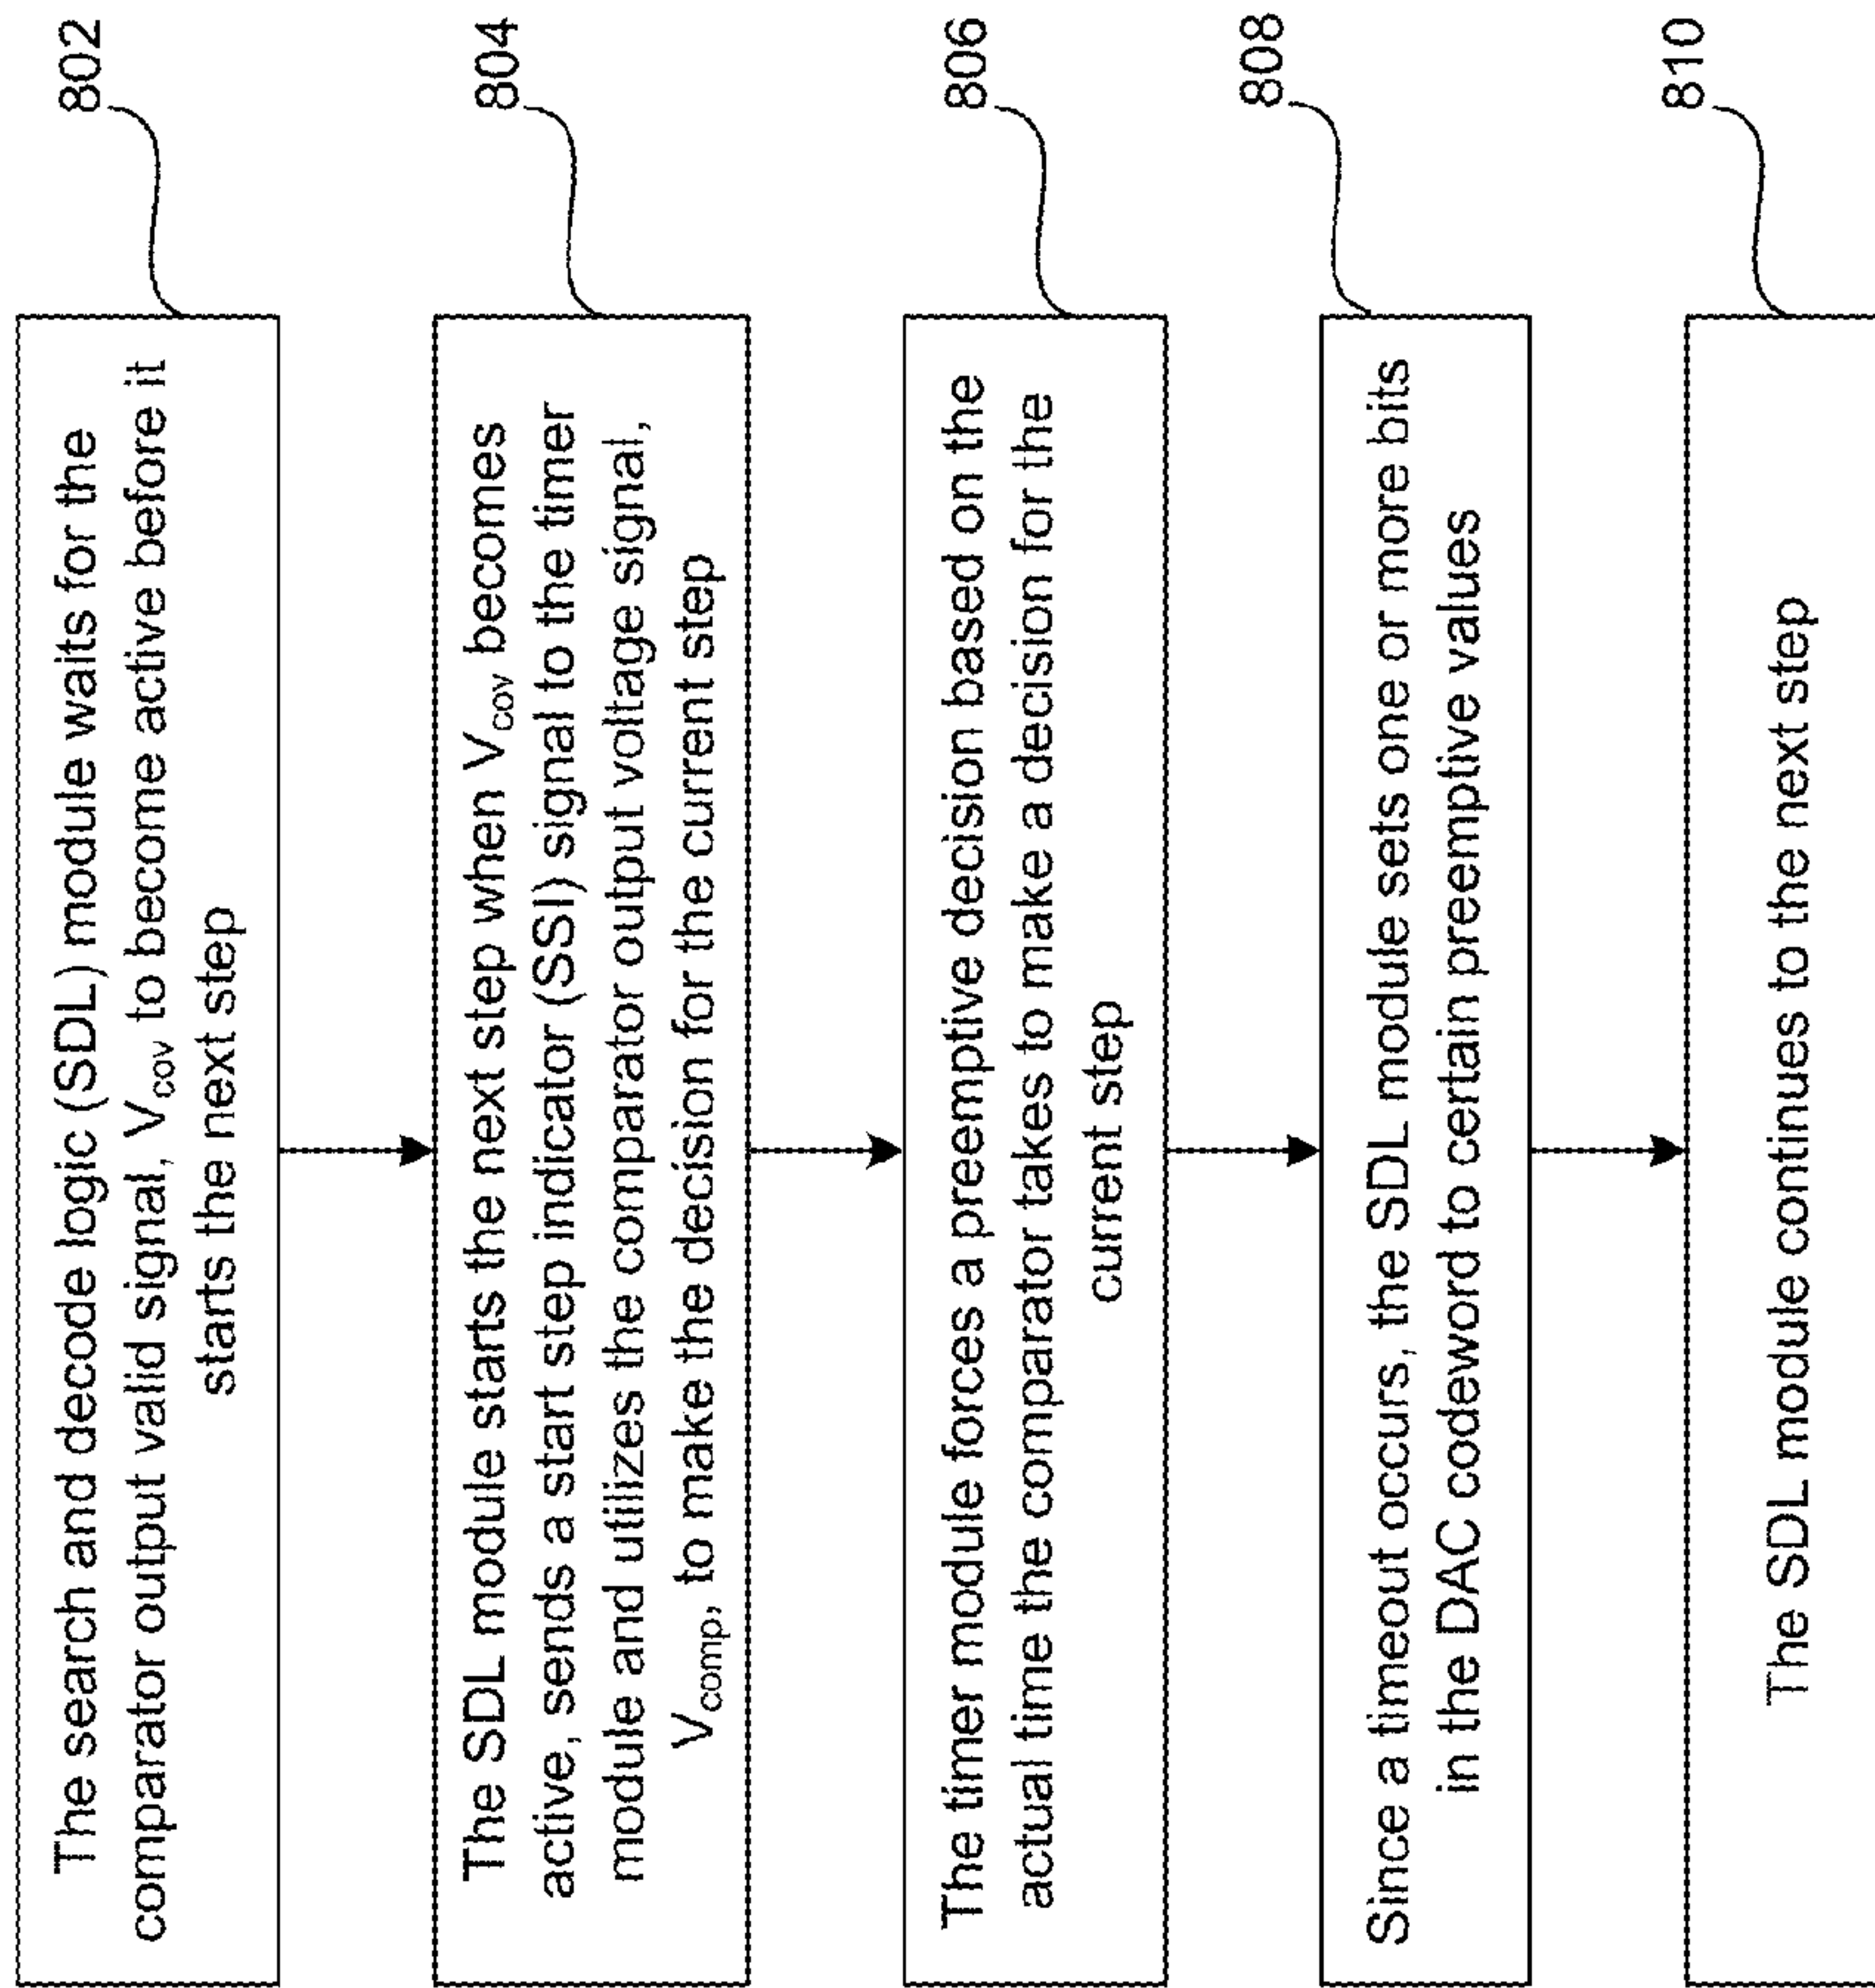 The search and decode logic (SDL) module waits for the
comparator output valid signal, Vcov to become active before it
starts the next step
802
The SDL module starts the next step when Vcov becomes
active, sends a start step indicator (SSI) signal to the timer
module and utilizes the comparator output voltage signal,
Vcomp, to make the decision for the current step
804
The timer module forces a preemptive decision based on the
actual time the comparator takes to make a decision for the
current step
806
Since a timeout occurs, the SDL module sets one or more bits
in the DAC codeword to certain preemptive values
808
The SDL module continues to the next step
810